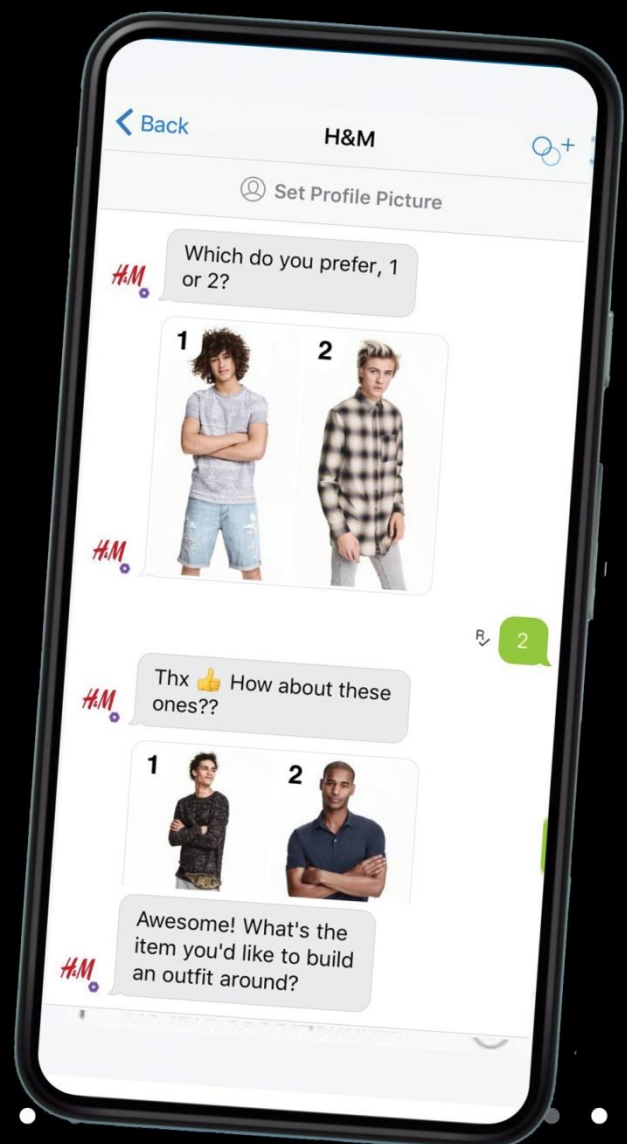 Back
H&M
Set Profile Picture
Which do you prefer, 1
or 2?
H&M
1
2
H&M
R
2
Thx 👍 How about these
ones??
H&M
1
2
Awesome! What's the
item you'd like to build
an outfit around?
H&M